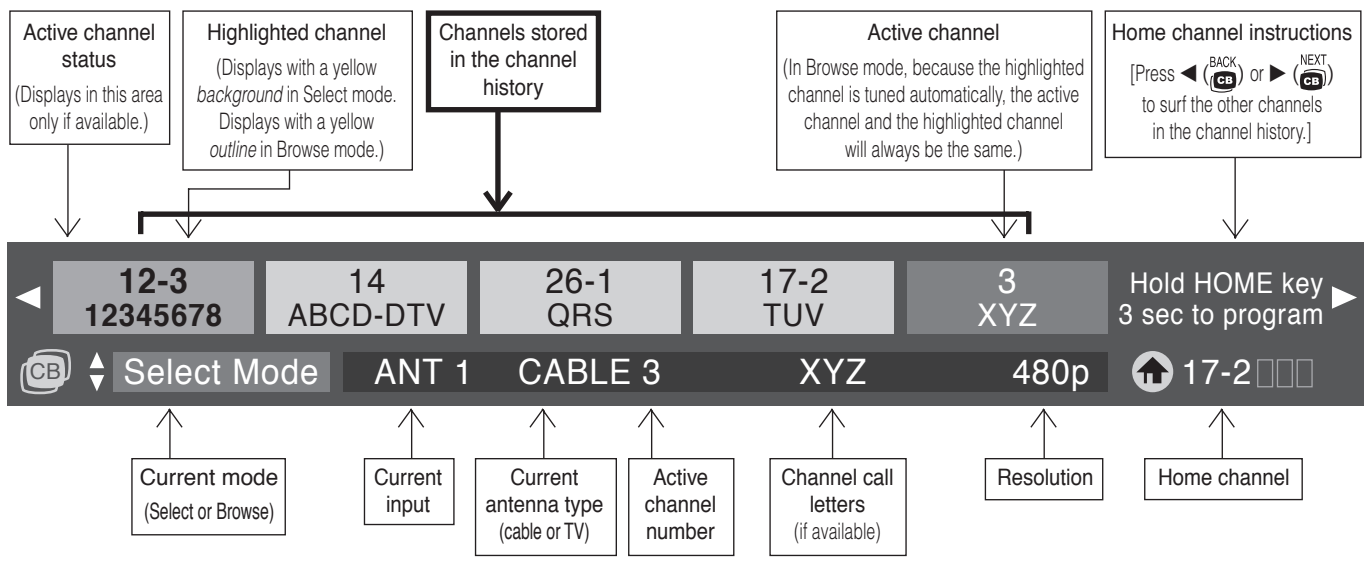 Active channel
status
(Displays in this area
only if available.)
Highlighted channel
(Displays with a yellow
background in Select mode.
Displays with a yellow
outline in Browse mode.)
Channels stored
in the channel
history
Active channel
(In Browse mode, because the highlighted
channel is tuned automatically, the active
channel and the highlighted channel
will always be the same.)
Home channel instructions
[Press ◀ (BACK CB) or ▶ (NEXT CB)
to surf the other channels
in the channel history.]
12-3
12345678
14
ABCD-DTV
26-1
QRS
17-2
TUV
3
XYZ
Hold HOME key
3 sec to program
CB Select Mode ANT 1 CABLE 3 XYZ 480p 17-2
Current mode
(Select or Browse)
Current
input
Current
antenna type
(cable or TV)
Active
channel
number
Channel call
letters
(if available)
Resolution
Home channel